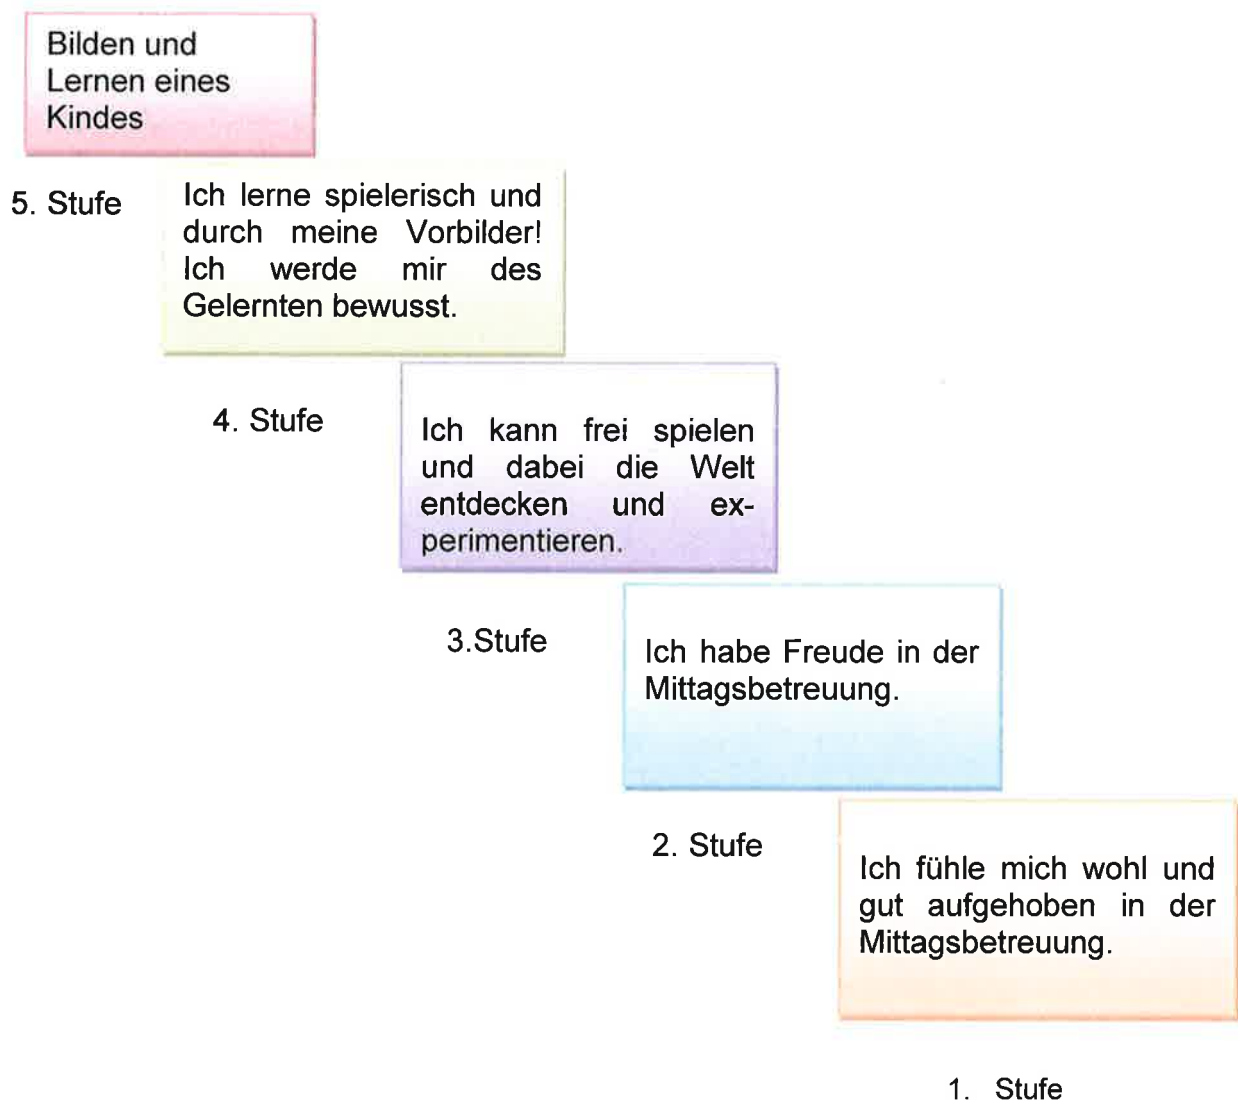 Bilden und
Lernen eines
Kindes
5. Stufe
Ich lerne spielerisch und
durch meine Vorbilder!
Ich werde mir des
Gelernten bewusst.
4. Stufe
Ich kann frei spielen
und dabei die Welt
entdecken und ex-
perimentieren.
3.Stufe
Ich habe Freude in der
Mittagsbetreuung.
2. Stufe
Ich fühle mich wohl und
gut aufgehoben in der
Mittagsbetreuung.
1. Stufe